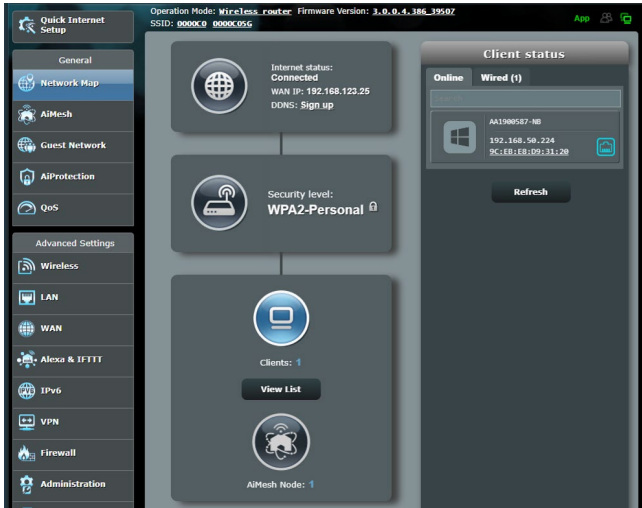 Operation Mode: Wireless router Firmware Version: 3.0.0.4.386_39507
SSID: 0000C0 0000C05G
App
Quick Internet
Setup
General
Network Map
AiMesh
Guest Network
AiProtection
QoS
Advanced Settings
Wireless
LAN
WAN
Alexa & IFTTT
IPv6
VPN
Firewall
Administration
Internet status:
Connected
WAN IP: 192.168.123.25
DDNS: Sign up
Security level:
WPA2-Personal
Clients: 1
View List
AiMesh Node: 1
Client status
Online Wired (1)
AA1900587-NB
192.168.50.224
9C:EB:E8:D9:31:20
Refresh